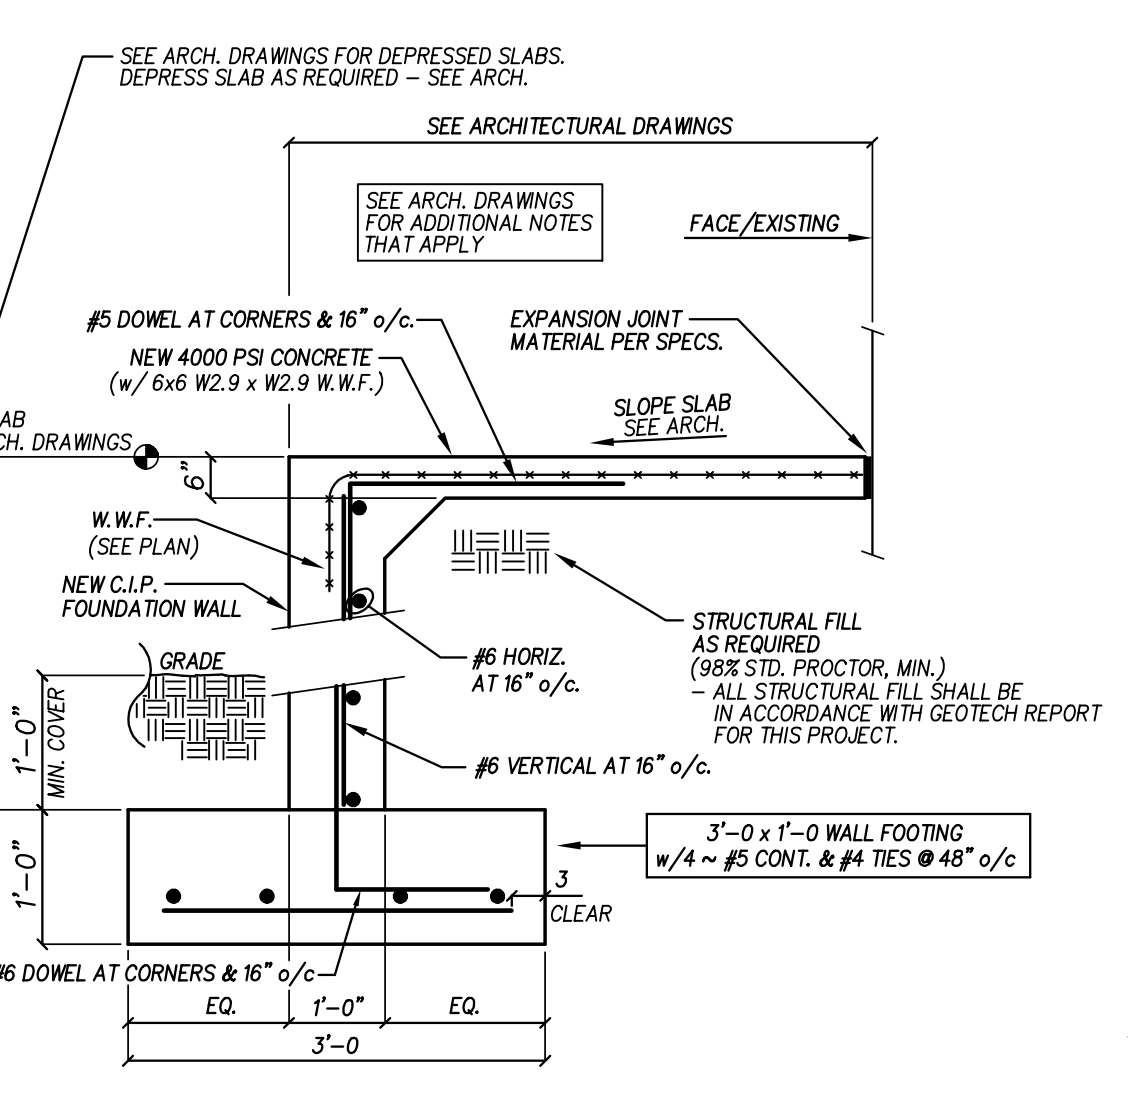 SEE ARCH. DRAWINGS FOR DEPRESSED SLABS.
DEPRESS SLAB AS REQUIRED – SEE ARCH.
SEE ARCHITECTURAL DRAWINGS
SEE ARCH. DRAWINGS
FOR ADDITIONAL NOTES
THAT APPLY
FACE/EXISTING
#5 DOWEL AT CORNERS & 16" o/c.
EXPANSION JOINT
MATERIAL PER SPECS.
NEW 4000 PSI CONCRETE
(w/ 6x6 W2.9 x W2.9 W.W.F.)
SLOPE SLAB
SEE ARCH.
DRAWINGS
6"
W.W.F.
(SEE PLAN)
NEW C.I.P.
FOUNDATION WALL
STRUCTURAL FILL
AS REQUIRED
(98% STD. PROCTOR, MIN.)
– ALL STRUCTURAL FILL SHALL BE
IN ACCORDANCE WITH GEOTECH REPORT
FOR THIS PROJECT.
GRADE
#6 HORIZ.
AT 16" o/c.
1'-0"
MIN. COVER
#6 VERTICAL AT 16" o/c.
3'-0 x 1'-0 WALL FOOTING
w/4 ~ #5 CONT. & #4 TIES @ 48" o/c
1'-0"
3
CLEAR
#6 DOWEL AT CORNERS & 16" o/c
EQ.
1'-0"
EQ.
3'-0